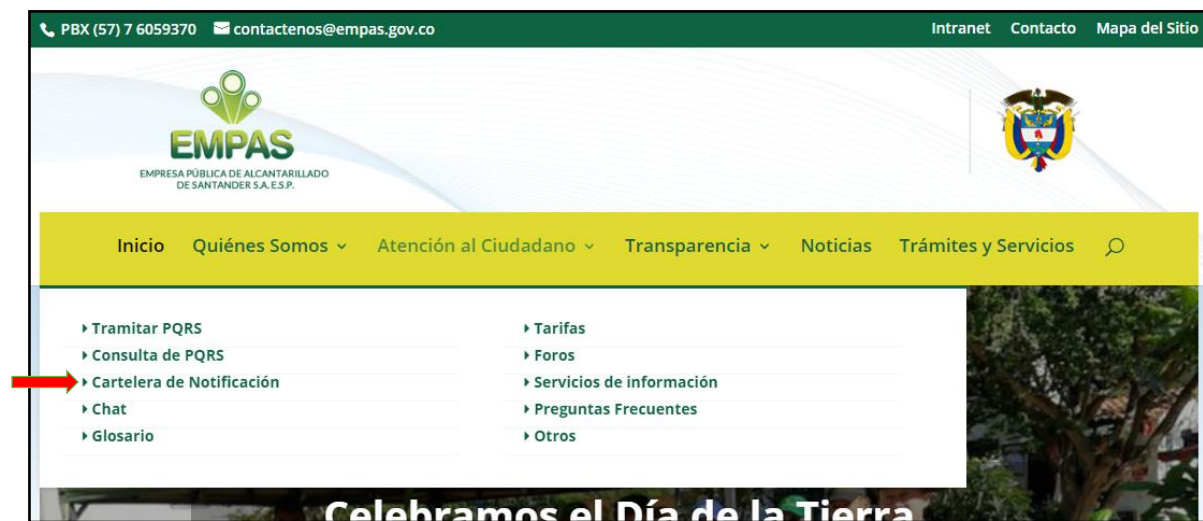 PBX (57) 7 6059370 contactenos@empas.gov.co Intranet Contacto Mapa del Sitio
EMPAS
EMPRESA PÚBLICA DE ALCANTARILLADO
DE SANTANDER S.A. E.S.P.
Inicio Quiénes Somos Atención al Ciudadano Transparencia Noticias Trámites y Servicios
Tramitar PQRS
Consulta de PQRS
Cartelera de Notificación
Chat
Glosario
Tarifas
Foros
Servicios de información
Preguntas Frecuentes
Otros
Celebramos el Día de la Tierra